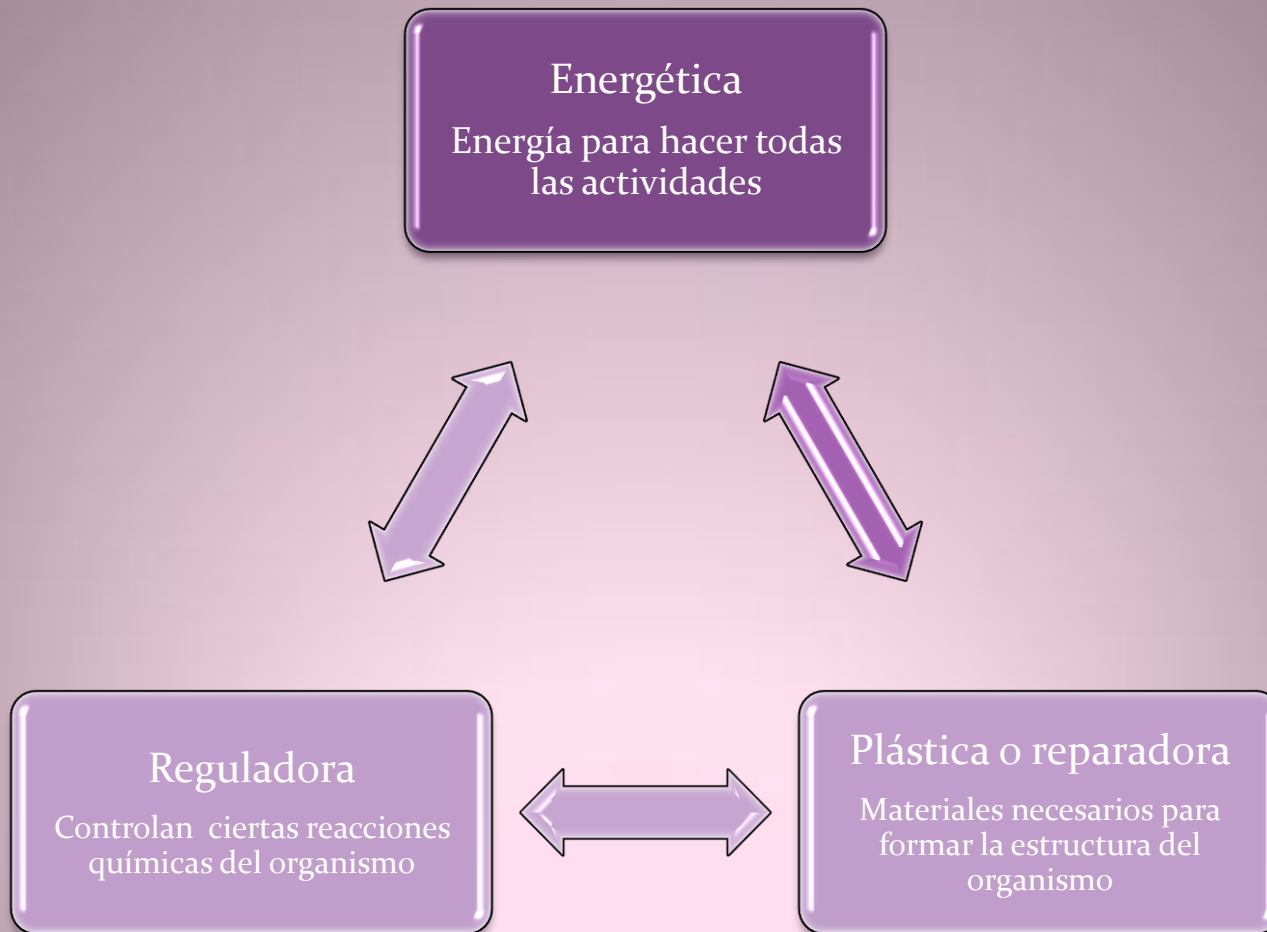 Energética
Energía para hacer todas
las actividades
Reguladora
Controlan ciertas reacciones
químicas del organismo
Plástica o reparadora
Materiales necesarios para
formar la estructura del
organismo